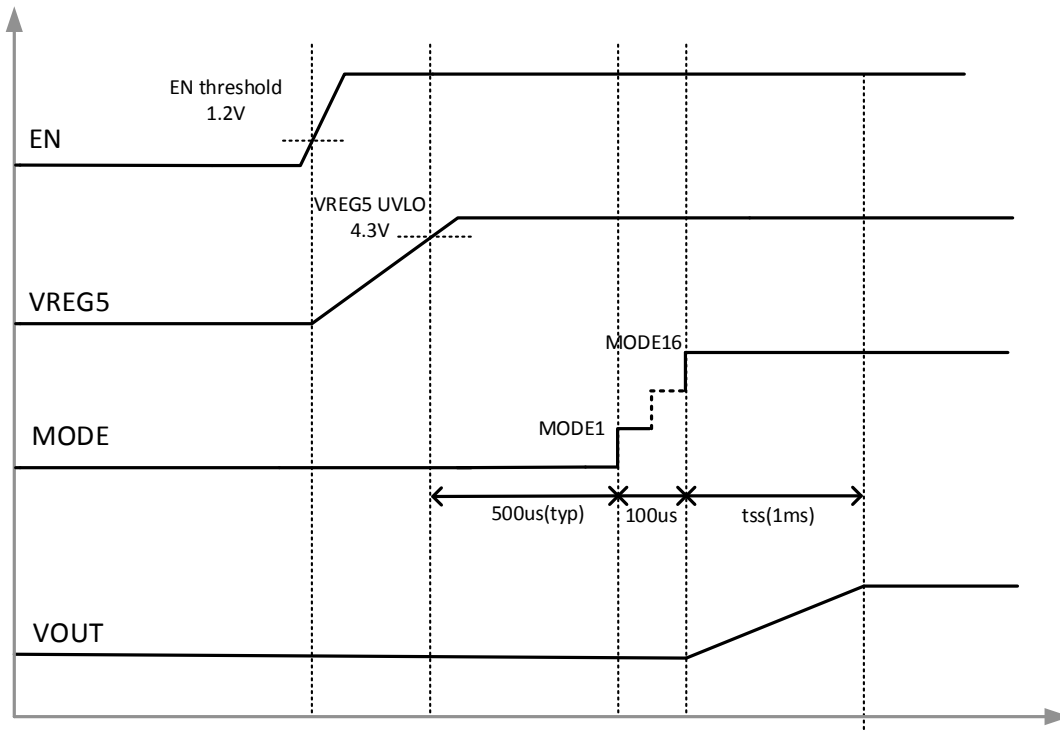 EN threshold
1.2V
EN
VREG5 UVLO
4.3V
VREG5
MODE16
MODE1
MODE
500us(typ)
100us
tss(1ms)
VOUT